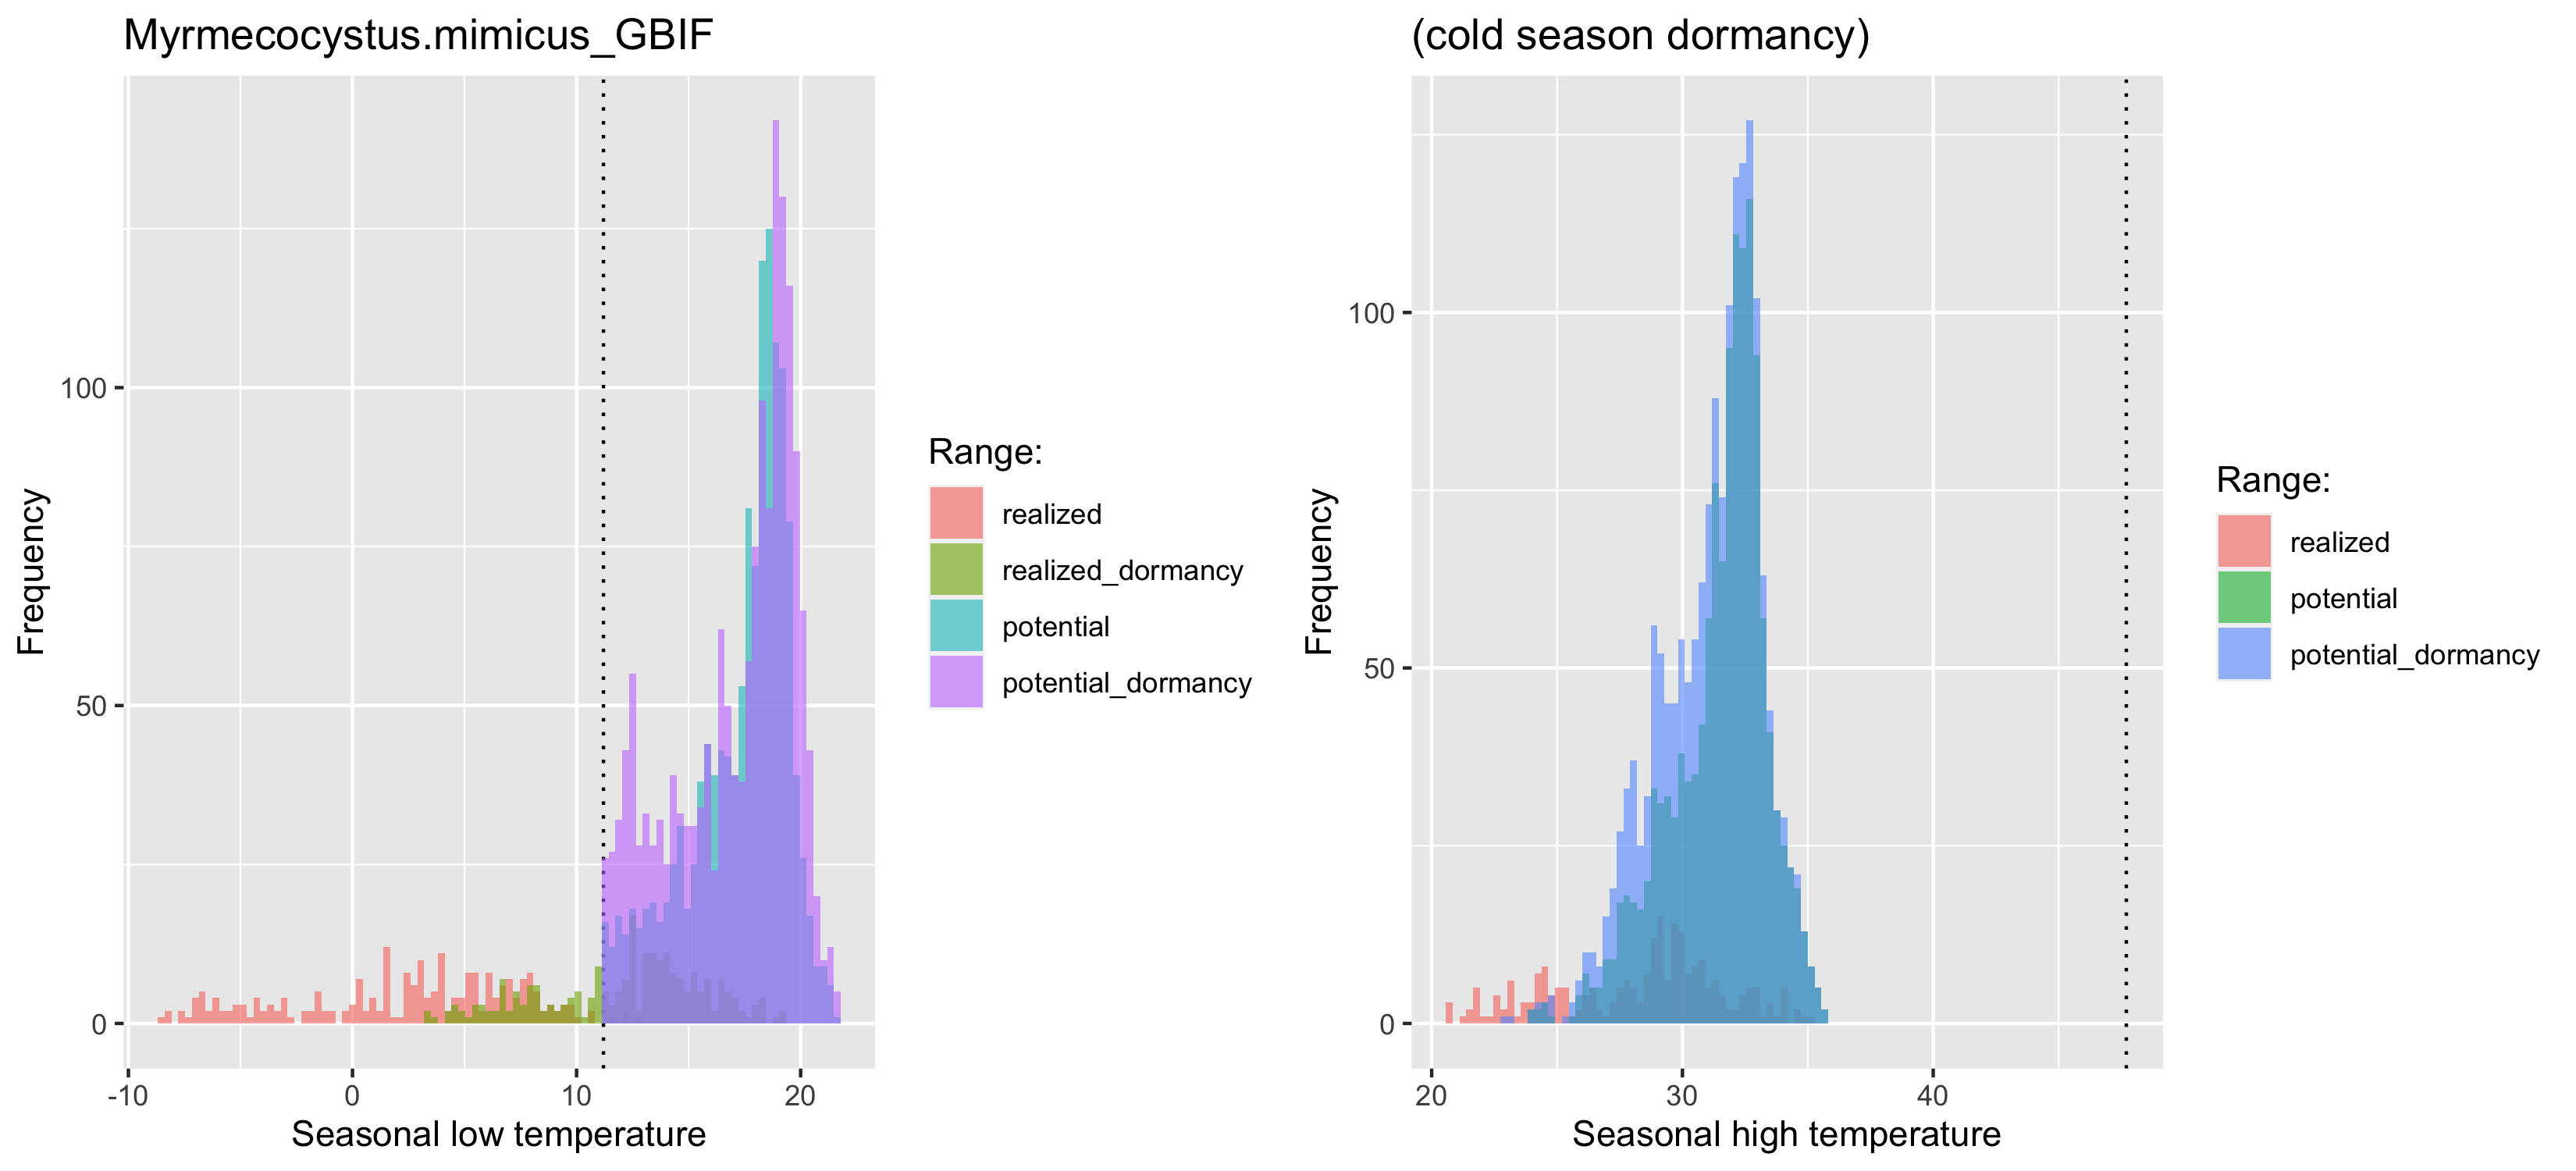 Myrmecocystus.mimicus_GBIF
Frequency
100
50
0
-10
0
10
20
Seasonal low temperature
Range:
realized
realized_dormancy
potential
potential_dormancy
(cold season dormancy)
Frequency
100
50
0
20
30
40
Seasonal high temperature
Range:
realized
potential
potential_dormancy